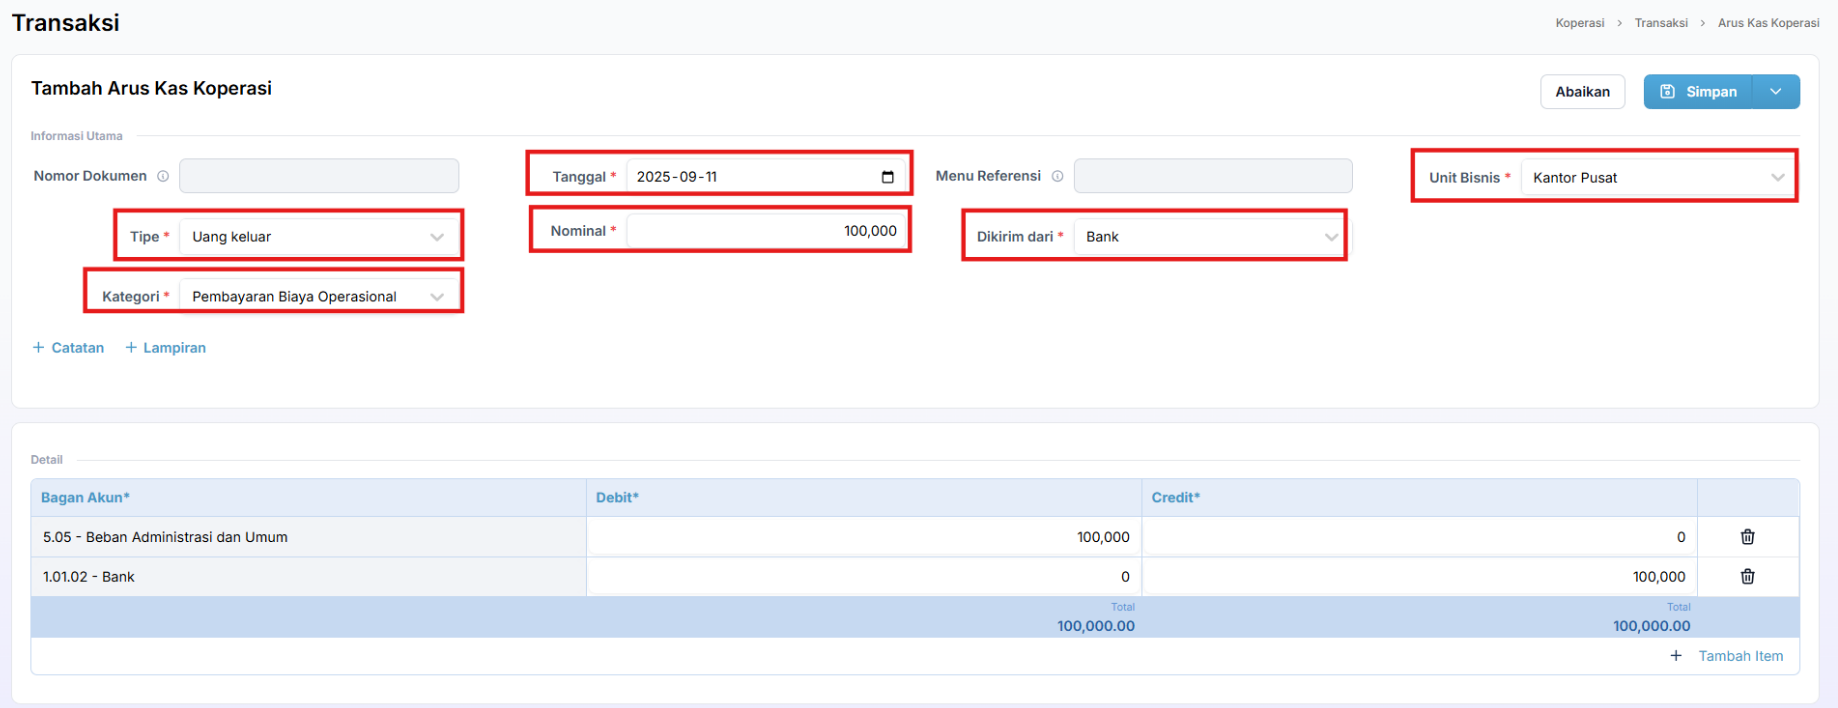 Transaksi
Koperasi > Transaksi > Arus Kas Koperasi
Tambah Arus Kas Koperasi
Abaikan
Simpan
Informasi Utama
Nomor Dokumen
Tanggal * 2025-09-11
Menu Referensi
Unit Bisnis * Kantor Pusat
Tipe * Uang keluar
Nominal * 100,000
Dikirim dari * Bank
Kategori * Pembayaran Biaya Operasional
+ Catatan + Lampiran
Detail
Bagan Akun* Debit* Credit*
5.05 - Beban Administrasi dan Umum 100,000 0
1.01.02 - Bank 0 100,000
Total Total
100,000.00 100,000.00
+ Tambah Item